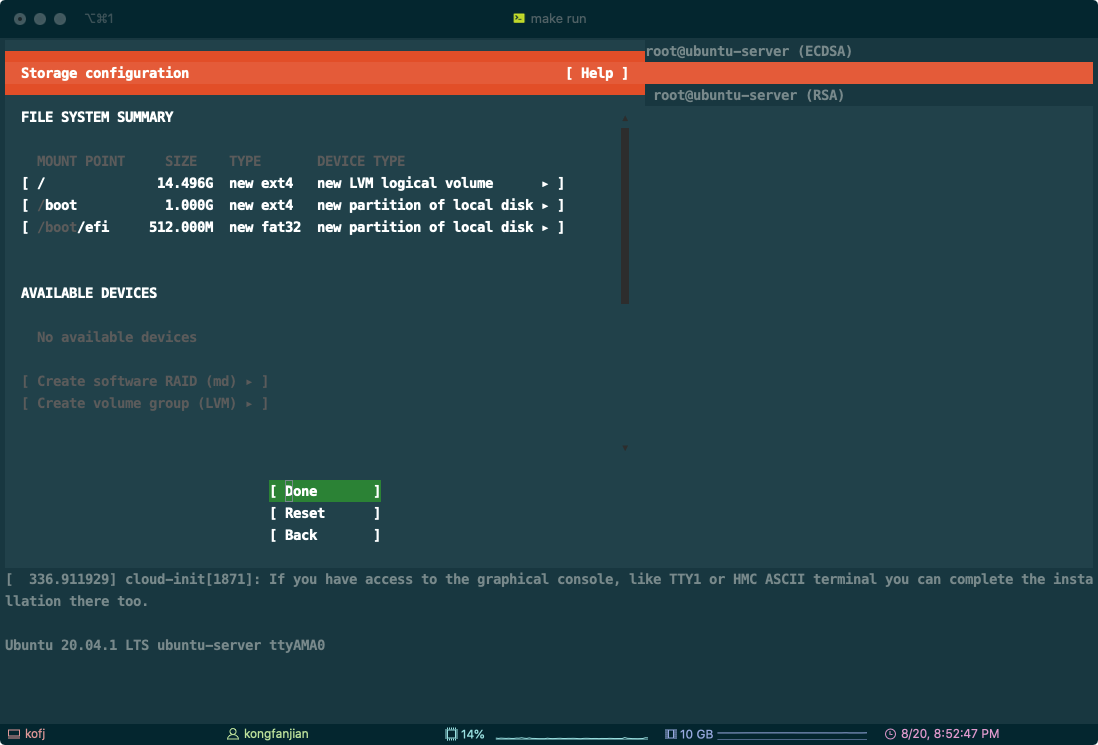 ⌥⌘1
make run
root@ubuntu-server (ECDSA)
Storage configuration [ Help ]
root@ubuntu-server (RSA)
FILE SYSTEM SUMMARY
MOUNT POINT SIZE TYPE DEVICE TYPE
[ / 14.496G new ext4 new LVM logical volume ▸ ]
[ /boot 1.000G new ext4 new partition of local disk ▸ ]
[ /boot/efi 512.000M new fat32 new partition of local disk ▸ ]
AVAILABLE DEVICES
No available devices
[ Create software RAID (md) ▸ ]
[ Create volume group (LVM) ▸ ]
[ Done ]
[ Reset ]
[ Back ]
[  336.911929] cloud-init[1871]: If you have access to the graphical console, like TTY1 or HMC ASCII terminal you can complete the insta
llation there too.
Ubuntu 20.04.1 LTS ubuntu-server ttyAMA0
kofj kongfanjian 14% 10 GB 8/20, 8:52:47 PM